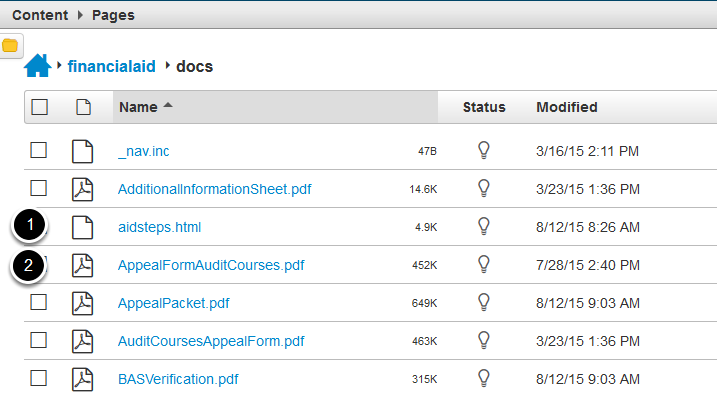 Content Pages
financialaid docs
Name Status Modified
_nav.inc 47B 3/16/15 2:11 PM
AdditionalInformationSheet.pdf 14.6K 3/23/15 1:36 PM
1 aidsteps.html 4.9K 8/12/15 8:26 AM
2 AppealFormAuditCourses.pdf 452K 7/28/15 2:40 PM
AppealPacket.pdf 649K 8/12/15 9:03 AM
AuditCoursesAppealForm.pdf 463K 3/23/15 1:36 PM
BASVerification.pdf 315K 8/12/15 9:03 AM